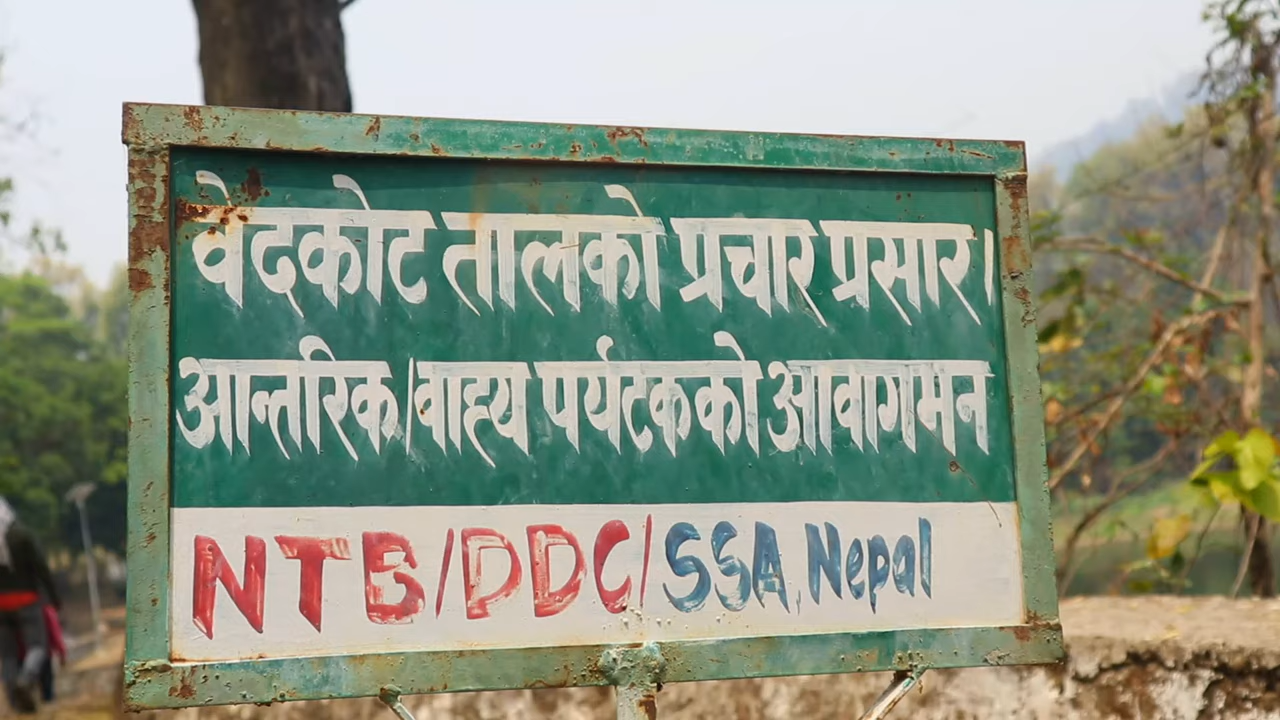 वेदकोट तालको प्रचार प्रसार।
आन्तरिक/वाह्य पर्यटकको आवागमन
NTB/DDC/SSA, Nepal